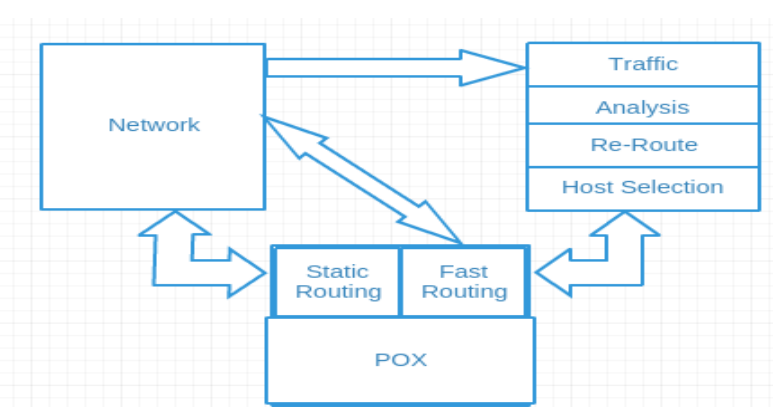 Network
Traffic
Analysis
Re-Route
Host Selection
Static
Routing
Fast
Routing
POX